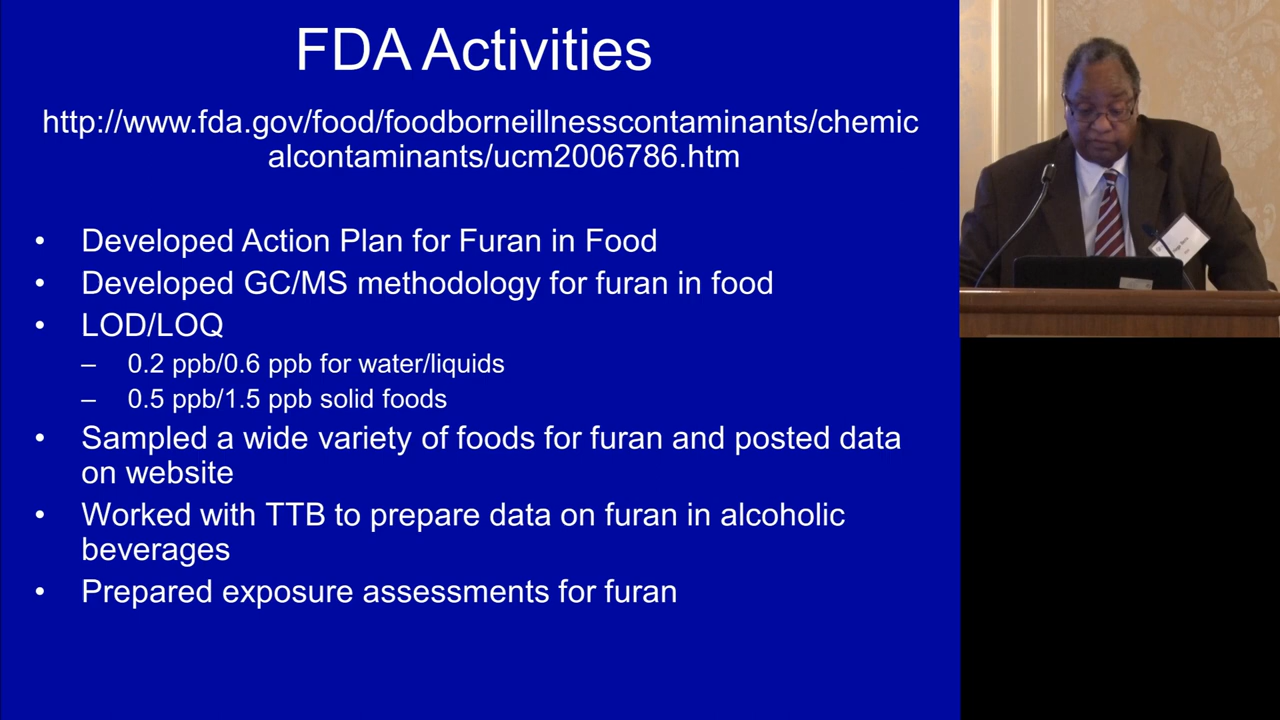 FDA Activities
http://www.fda.gov/food/foodborneillnesscontaminants/chemic
alcontaminants/ucm2006786.htm
• Developed Action Plan for Furan in Food
• Developed GC/MS methodology for furan in food
• LOD/LOQ
– 0.2 ppb/0.6 ppb for water/liquids
– 0.5 ppb/1.5 ppb solid foods
• Sampled a wide variety of foods for furan and posted data
on website
• Worked with TTB to prepare data on furan in alcoholic
beverages
• Prepared exposure assessments for furan